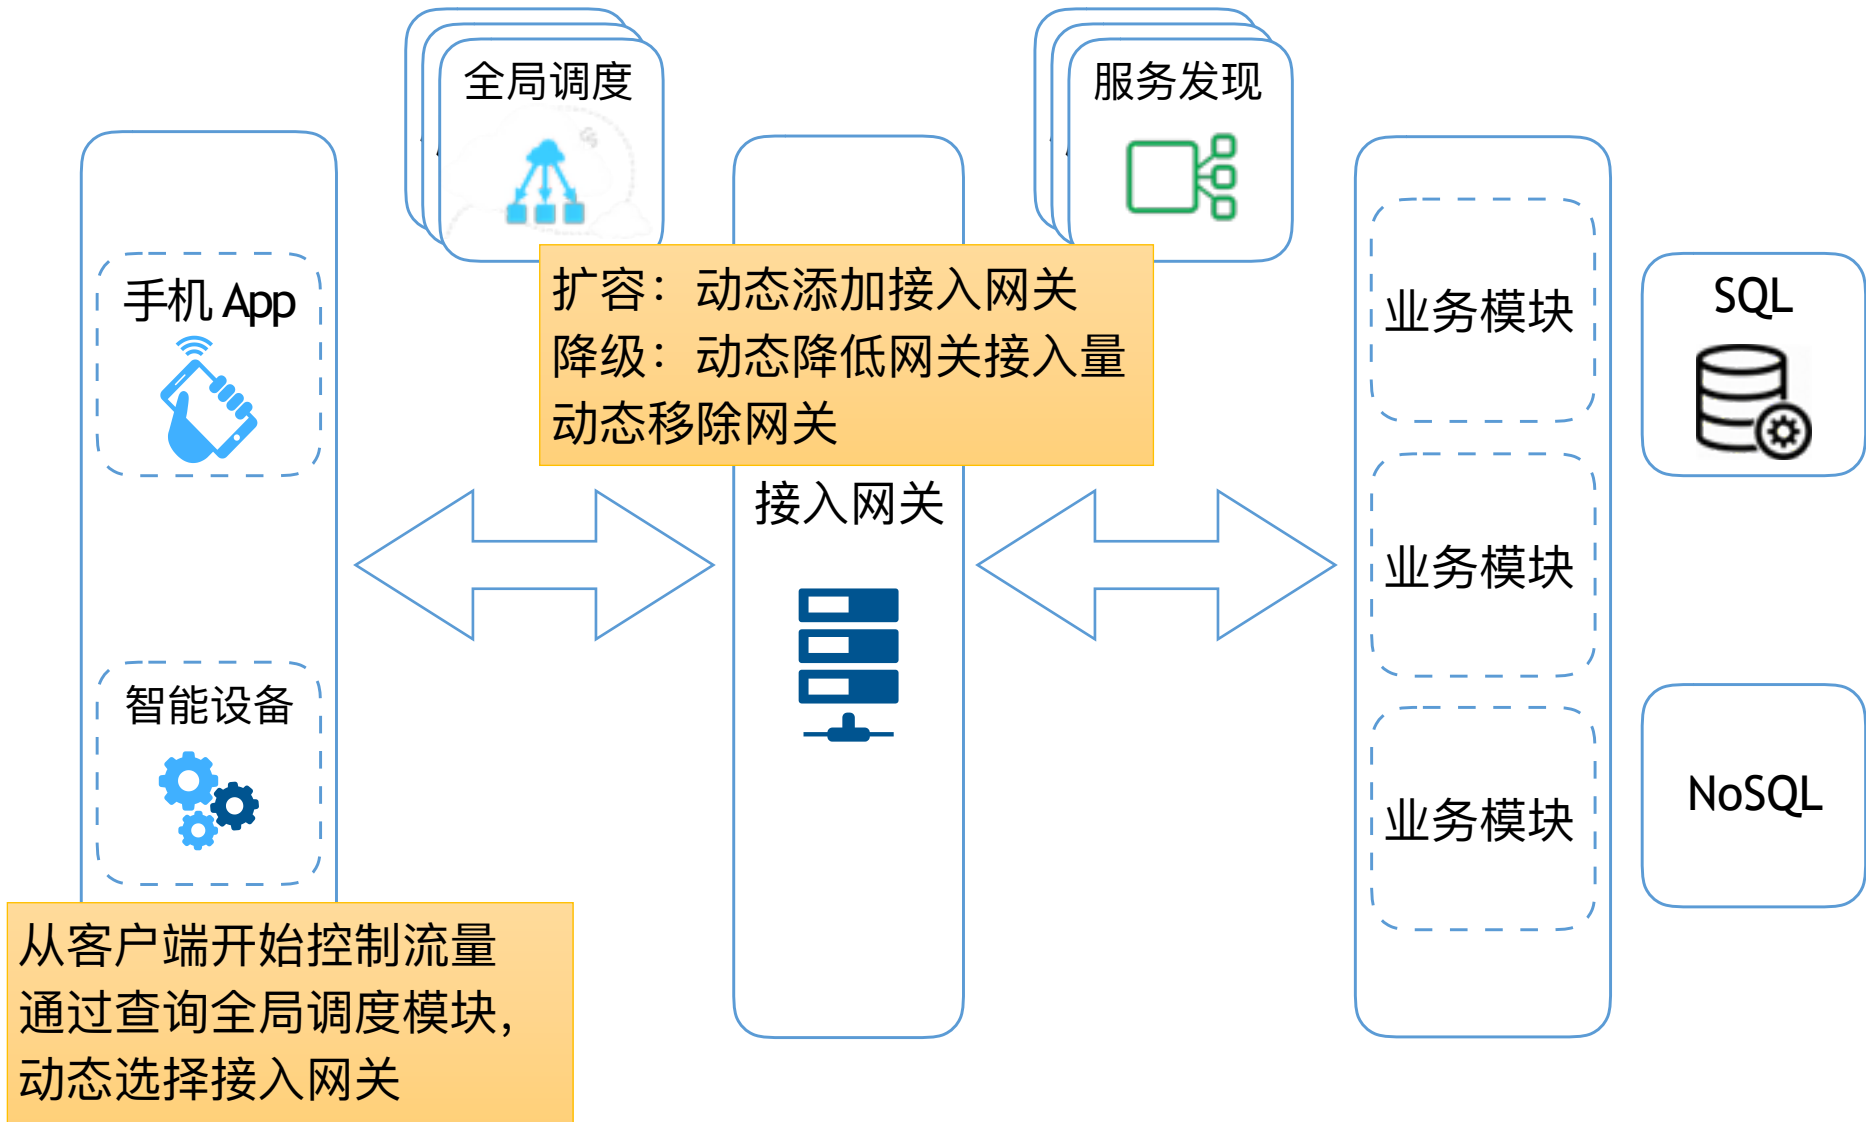 全局调度
服务发现
手机 App
扩容：动态添加接入网关
降级：动态降低网关接入量
动态移除网关
业务模块
SQL
接入网关
业务模块
智能设备
业务模块
NoSQL
从客户端开始控制流量
通过查询全局调度模块，
动态选择接入网关